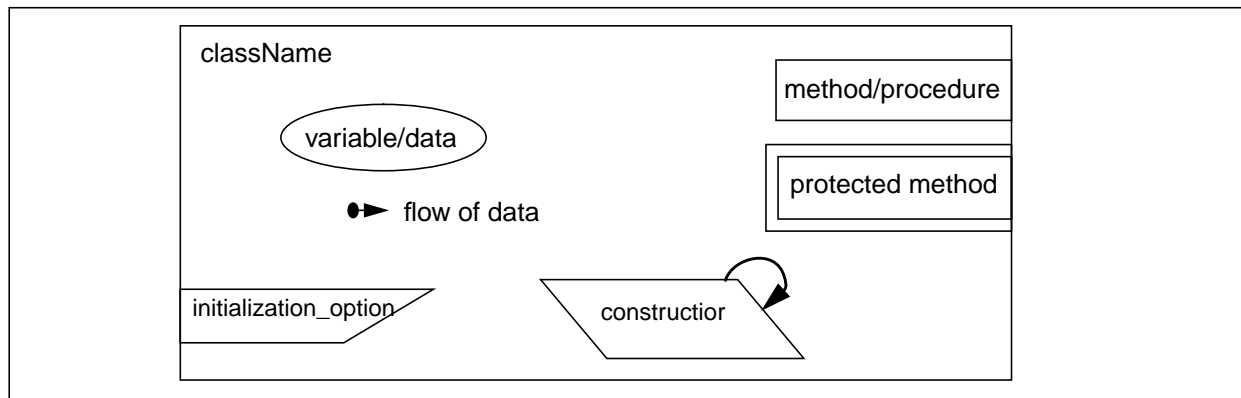 className
method/procedure
variable/data
protected method
flow of data
initialization_option
constructior